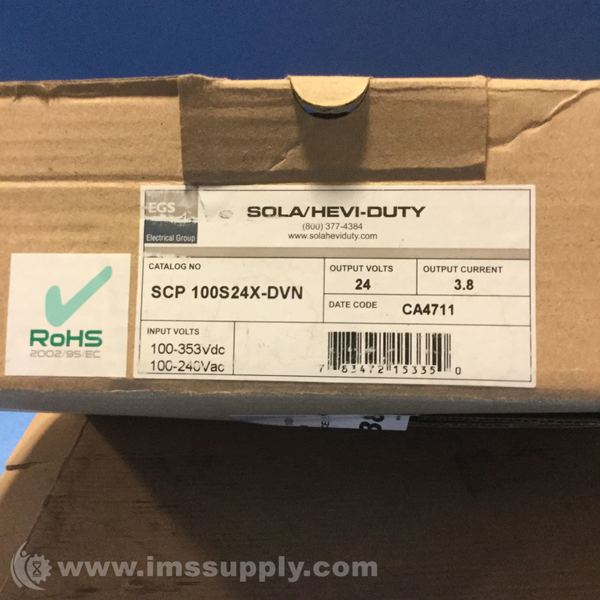 EGS
Electrical Group
SOLA/HEVI-DUTY
(800) 377-4384
www.solaheviduty.com
CATALOG NO
SCP 100S24X-DVN
OUTPUT VOLTS
24
OUTPUT CURRENT
3.8
DATE CODE
CA4711
INPUT VOLTS
100-353Vdc
100-240Vac
7 83472 15335 0
RoHS
2002/95/EC
www.imssupply.com